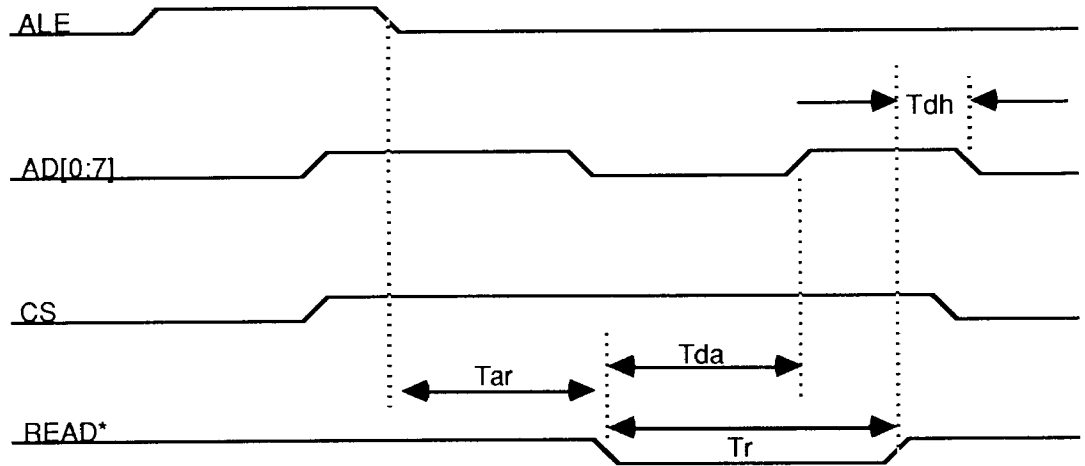 ALE
Tdh
AD[0:7]
CS
Tda
Tar
READ*
Tr